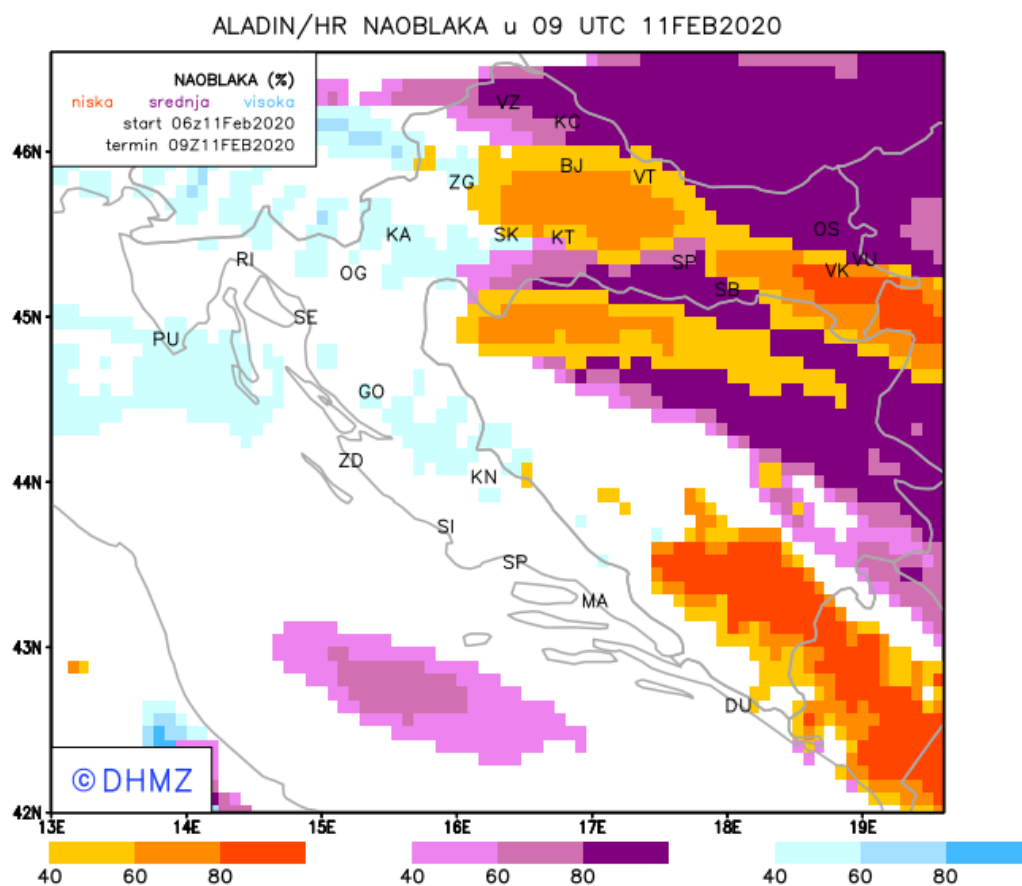 ALADIN/HR NAOBLAKA u 09 UTC 11FEB2020
NAOBLAKA (%)
niska srednja visoka
start 06z11Feb2020
termin 09Z11FEB2020
VZ
KC
46N
BJ
VT
ZG
OS
KA
SK
KT
VU
RI
SP
VK
OG
SB
45N
SE
PU
GO
ZD
44N
KN
SI
SP
MA
43N
DU
©DHMZ
42N
13E 14E 15E 16E 17E 18E 19E
40 60 80 40 60 80 40 60 80